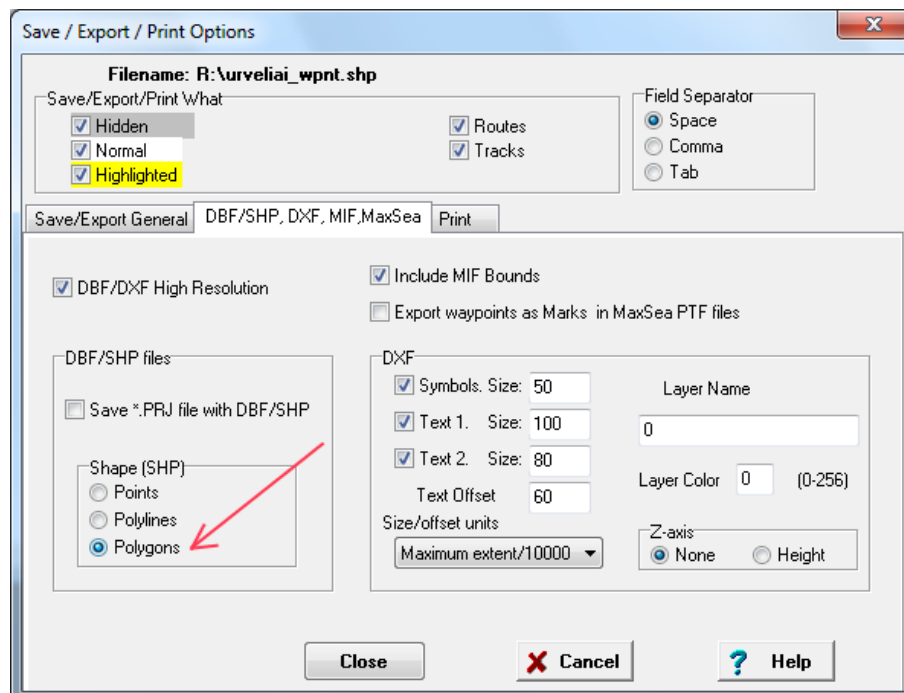 Save / Export / Print Options
Filename: R:\urveliai_wpnt.shp
Save/Export/Print What
Hidden
Normal
Highlighted
Routes
Tracks
Field Separator
Space
Comma
Tab
Save/Export General
DBF/SHP, DXF, MIF,MaxSea
Print
DBF/DXF High Resolution
Include MIF Bounds
Export waypoints as Marks in MaxSea PTF files
DBF/SHP files
Save *.PRJ file with DBF/SHP
Shape (SHP)
Points
Polylines
Polygons
DXF
Symbols. Size: 50
Text 1. Size: 100
Text 2. Size: 80
Text Offset 60
Size/offset units
Maximum extent/10000
Layer Name
0
Layer Color 0 (0-256)
Z-axis
None
Height
Close
Cancel
Help